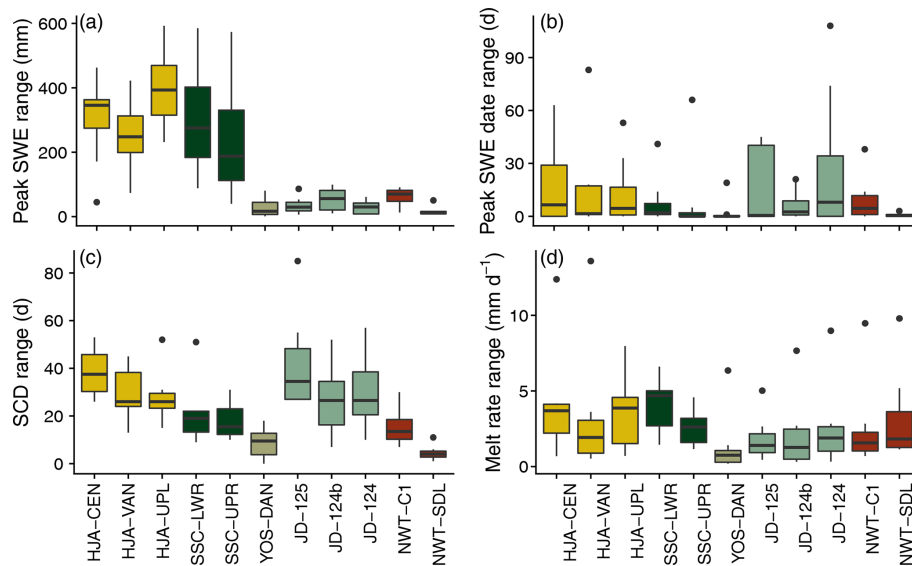 (a)
Peak SWE range (mm)
600
400
200
0
(b)
Peak SWE date range (d)
90
60
30
0
(c)
SCD range (d)
80
60
40
20
0
HJA−CEN
HJA−VAN
HJA−UPL
SSC−LWR
SSC−UPR
YOS−DAN
JD−125
JD−124b
JD−124
NWT−C1
NWT−SDL
(d)
Melt rate range (mm d⁻¹)
10
5
0
HJA−CEN
HJA−VAN
HJA−UPL
SSC−LWR
SSC−UPR
YOS−DAN
JD−125
JD−124b
JD−124
NWT−C1
NWT−SDL